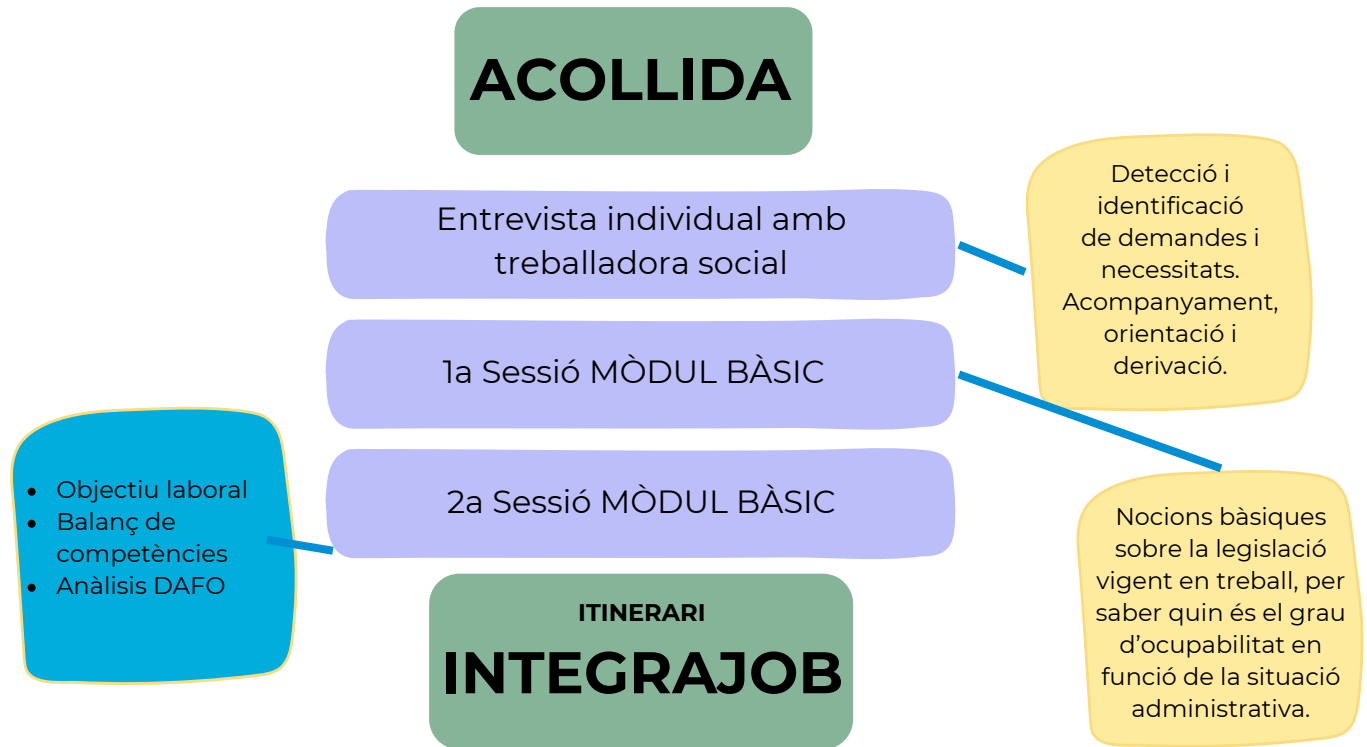 ACOLLIDA
Entrevista individual amb
treballadora social
Detecció i
identificació
de demandes i
necessitats.
Acompanyament,
orientació i
derivació.
1a Sessió MÒDUL BÀSIC
Nocions bàsiques
sobre la legislació
vigent en treball, per
saber quin és el grau
d’ocupabilitat en
funció de la situació
administrativa.
2a Sessió MÒDUL BÀSIC
• Objectiu laboral
• Balanç de
competències
• Anàlisis DAFO
ITINERARI
INTEGRAJOB